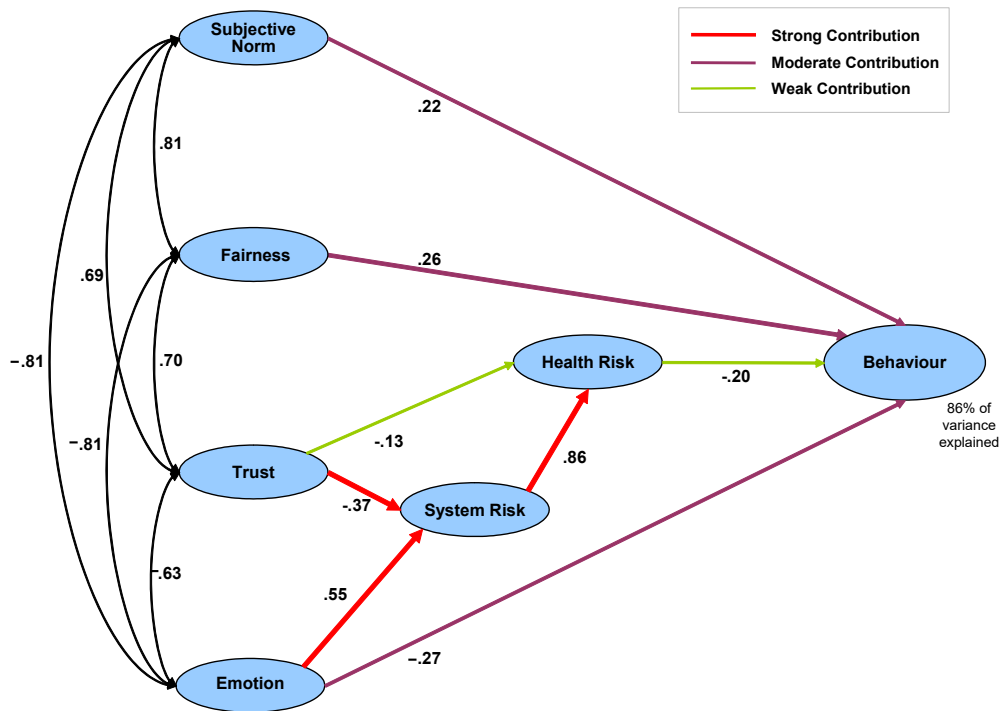 Subjective
Norm
Strong Contribution
Moderate Contribution
Weak Contribution
.22
.81
Fairness
.26
.69
−.81
.70
Health Risk
-.20
Behaviour
86% of
variance
explained
−.81
-.13
Trust
-.37
.86
System Risk
-.63
.55
−.27
Emotion